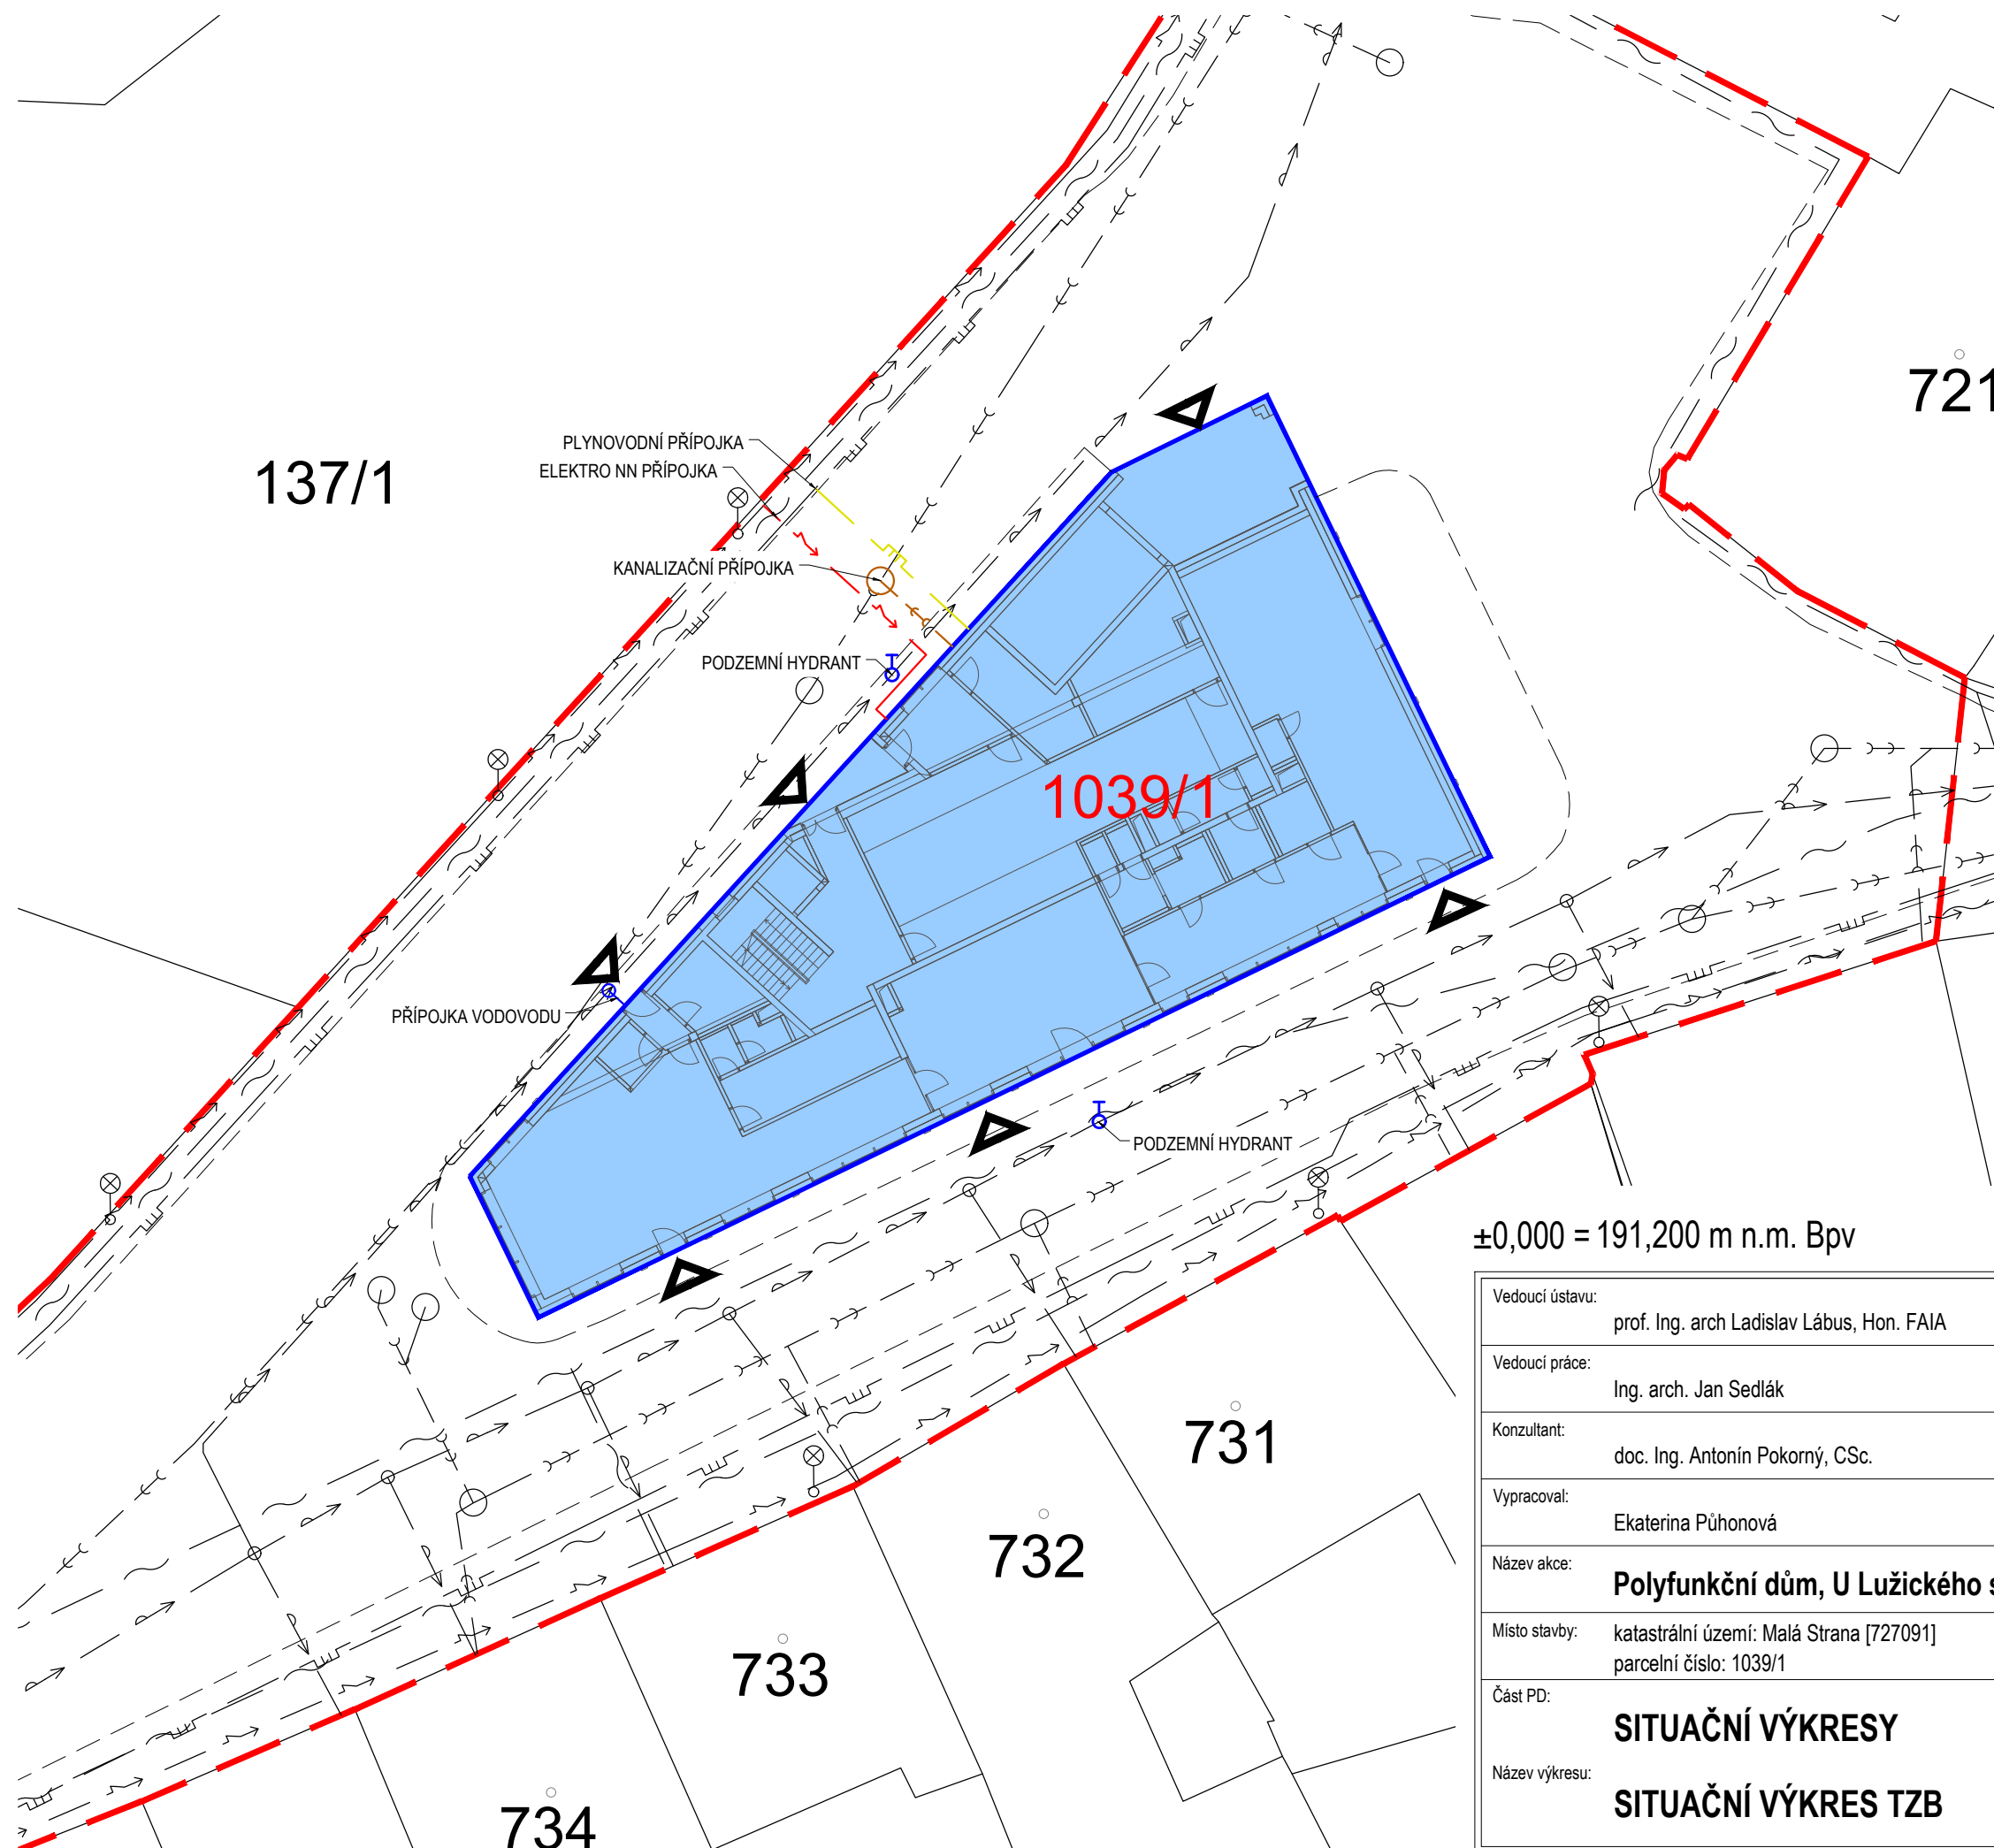 721
PLYNOVODNÍ PŘÍPOJKA
ELEKTRO NN PŘÍPOJKA
137/1
KANALIZAČNÍ PŘÍPOJKA
PODZEMNÍ HYDRANT
1039/1
PŘÍPOJKA VODOVODU
PODZEMNÍ HYDRANT
±0,000 = 191,200 m n.m. Bpv
Vedoucí ústavu:
prof. Ing. arch Ladislav Lábus, Hon. FAIA
Vedoucí práce:
Ing. arch. Jan Sedlák
Konzultant:
doc. Ing. Antonín Pokorný, CSc.
Vypracoval:
Ekaterina Půhonová
Název akce:
Polyfunkční dům, U Lužického s
Místo stavby:
katastrální území: Malá Strana [727091]
parcelní číslo: 1039/1
Část PD:
SITUAČNÍ VÝKRESY
Název výkresu:
SITUAČNÍ VÝKRES TZB
731
732
733
734